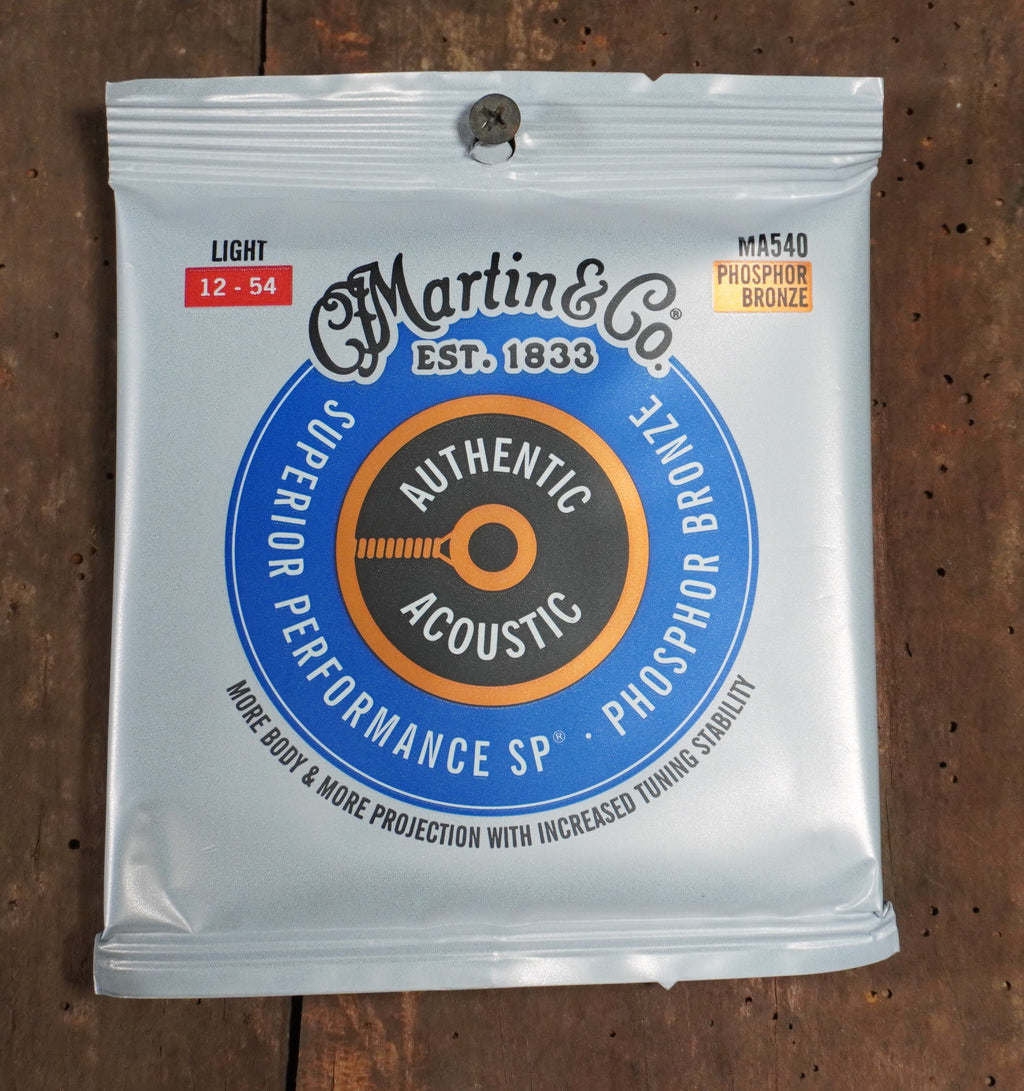 LIGHT
12 - 54
MA540
PHOSPHOR
BRONZE
CFMartin & Co.®
EST. 1833
AUTHENTIC
ACOUSTIC
SUPERIOR PERFORMANCE SP® · PHOSPHOR BRONZE
MORE BODY & MORE PROJECTION WITH INCREASED TUNING STABILITY